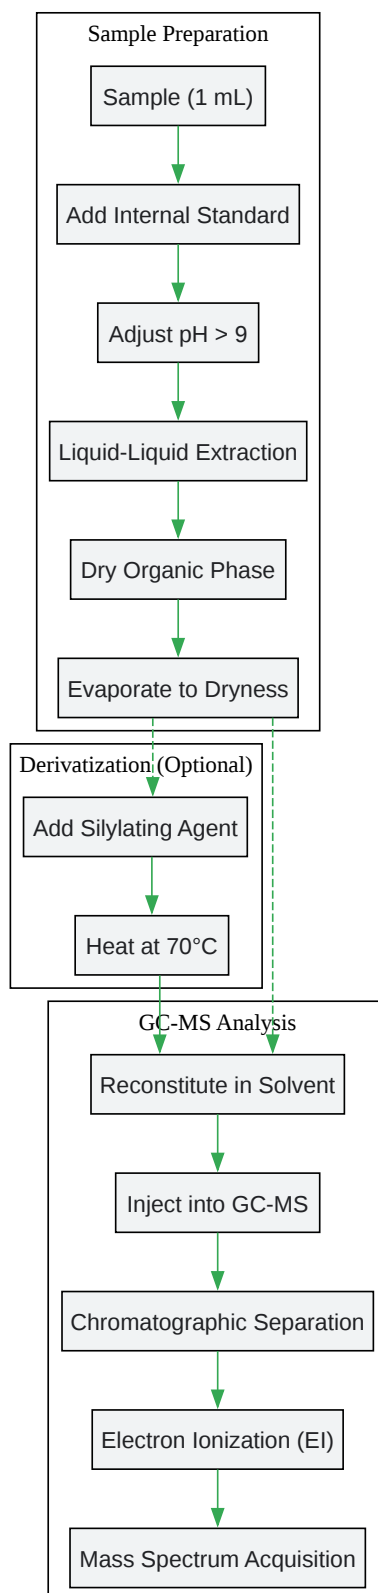 Sample Preparation
Sample (1 mL)
Add Internal Standard
Adjust pH > 9
Liquid-Liquid Extraction
Dry Organic Phase
Evaporate to Dryness
Derivatization (Optional)
Add Silylating Agent
Heat at 70°C
GC-MS Analysis
Reconstitute in Solvent
Inject into GC-MS
Chromatographic Separation
Electron Ionization (EI)
Mass Spectrum Acquisition